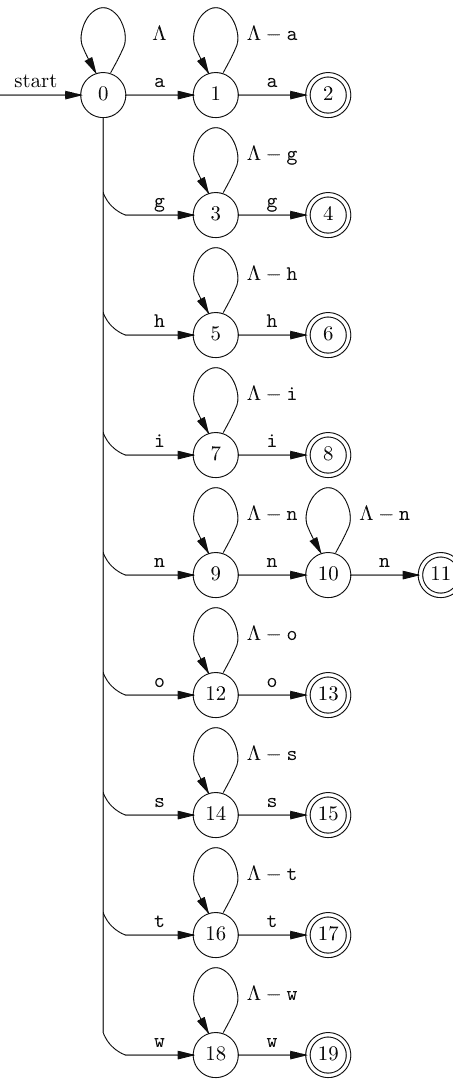 Λ Λ − a
start 0 a 1 a 2
Λ − g
g 3 g 4
Λ − h
h 5 h 6
Λ − i
i 7 i 8
Λ − n Λ − n
n 9 n 10 n 11
Λ − o
o 12 o 13
Λ − s
s 14 s 15
Λ − t
t 16 t 17
Λ − w
w 18 w 19